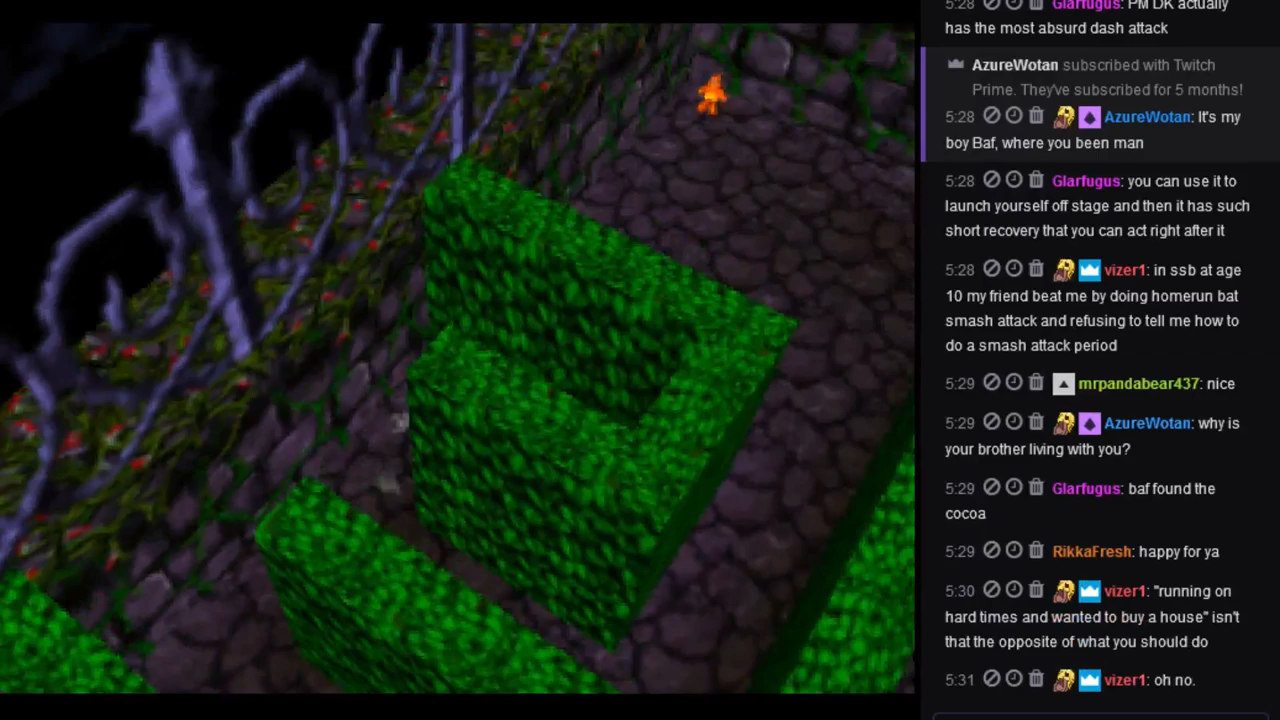 5:28 Glarfugus: PM DK actually
has the most absurd dash attack
AzureWotan subscribed with Twitch
Prime. They've subscribed for 5 months!
5:28 AzureWotan: It's my
boy Baf, where you been man
5:28 Glarfugus: you can use it to
launch yourself off stage and then it has such
short recovery that you can act right after it
5:28 vizer1: in ssb at age
10 my friend beat me by doing homerun bat
smash attack and refusing to tell me how to
do a smash attack period
5:29 mrpandabear437: nice
5:29 AzureWotan: why is
your brother living with you?
5:29 Glarfugus: baf found the
cocoa
5:29 RikkaFresh: happy for ya
5:30 vizer1: "running on
hard times and wanted to buy a house" isn't
that the opposite of what you should do
5:31 vizer1: oh no.